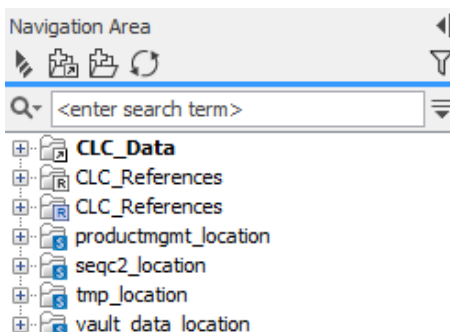 Navigation Area
<enter search term>
CLC_Data
R CLC_References
R CLC_References
S productmgmt_location
S seqc2_location
S tmp_location
S vault_data_location